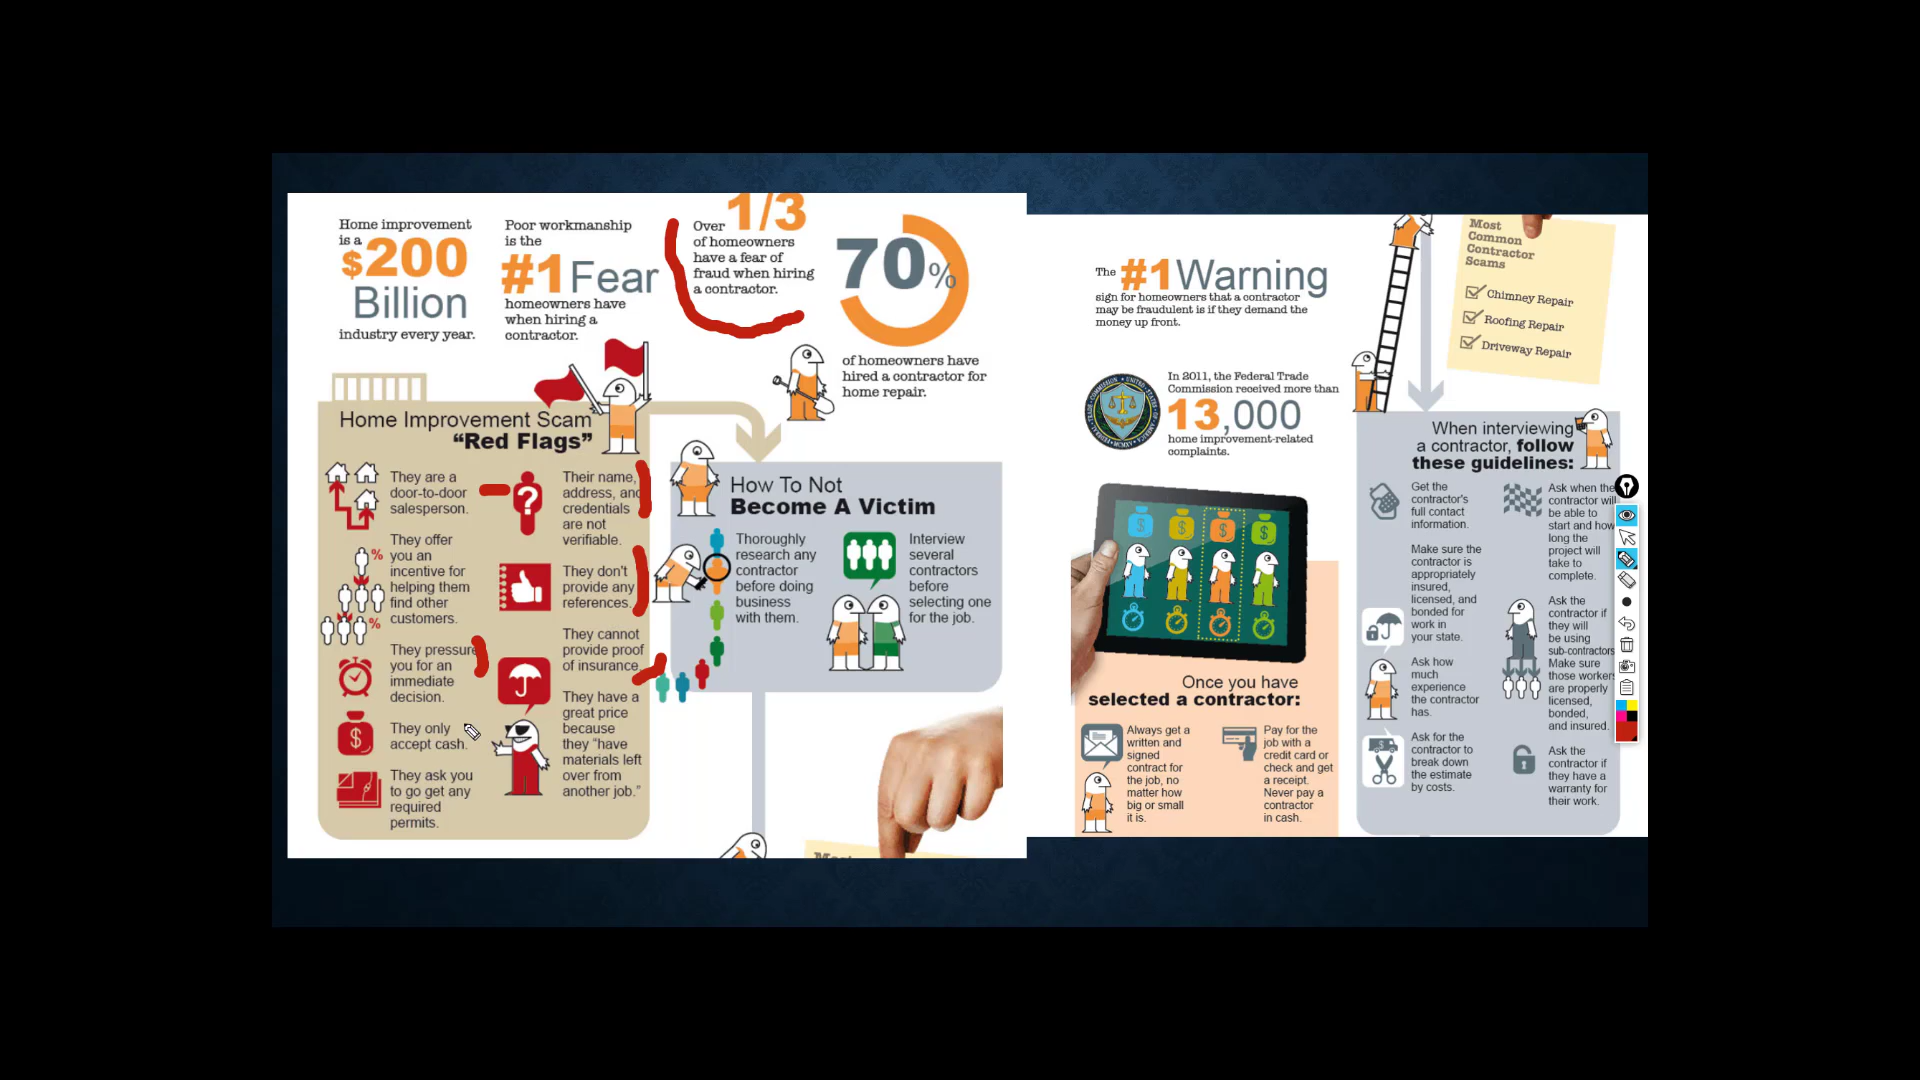 Home improvement
is a
$200
Billion
industry every year.
Poor workmanship
is the
#1 Fear
homeowners have
when hiring a
contractor.
Over 1/3
of homeowners
have a fear of
fraud when hiring
a contractor.
70%
of homeowners have
hired a contractor for
home repair.
Home Improvement Scam
“Red Flags”
They are a
door-to-door
salesperson.
They offer
you an
incentive for
helping them
find other
customers.
%
%
They pressure
you for an
immediate
decision.
They only
accept cash.
$
They ask you
to go get any
required
permits.
?
Their name,
address, and
credentials
are not
verifiable.
They don't
provide any
references.
They cannot
provide proof
of insurance.
They have a
great price
because
they “have
materials left
over from
another job.”
How To Not
Become A Victim
Thoroughly
research any
contractor
before doing
business
with them.
Interview
several
contractors
before
selecting one
for the job.
The #1 Warning
sign for homeowners that a contractor
may be fraudulent is if they demand the
money up front.
In 2011, the Federal Trade
Commission received more than
13,000
home improvement-related
complaints.
$ $ $ $
Once you have
selected a contractor:
Always get a
written and
signed
contract for
the job, no
matter how
big or small
it is.
Pay for the
job with a
credit card or
check and get
a receipt.
Never pay a
contractor
in cash.
Most
Common
Contractor
Scams
Chimney Repair
Roofing Repair
Driveway Repair
When interviewing
a contractor, follow
these guidelines:
Get the
contractor's
full contact
information.
Make sure the
contractor is
appropriately
insured,
licensed, and
bonded for
work in
your state.
Ask how
much
experience
the contractor
has.
Ask for the
contractor to
break down
the estimate
by costs.
$
Ask when the
contractor will
be able to
start and how
long the
project will
take to
complete.
Ask the
contractor if
they will
be using
sub-contractors
Make sure
those workers
are properly
licensed,
bonded,
and insured.
Ask the
contractor if
they have a
warranty for
their work.